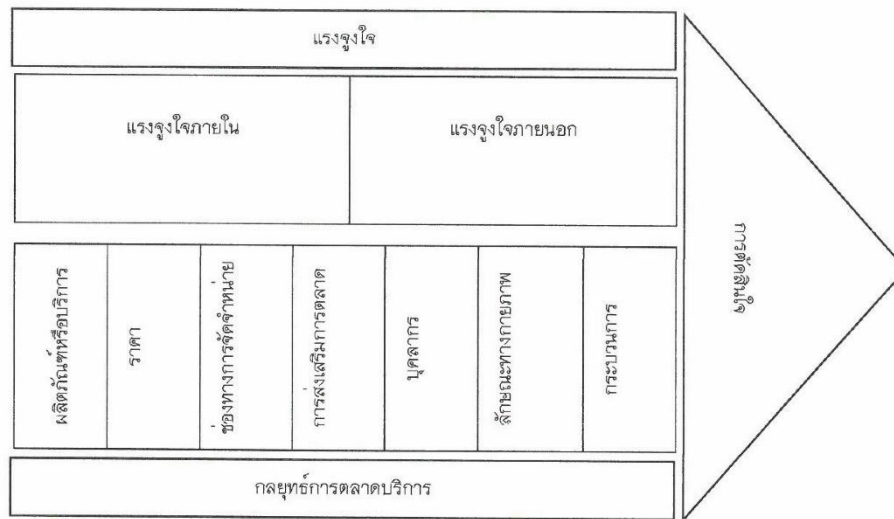 แรงจูงใจ
แรงจูงใจภายใน
แรงจูงใจภายนอก
ผลิตภัณฑ์หรือบริการ
ราคา
ช่องทางการจัดจำหน่าย
การส่งเสริมการตลาด
บุคลากร
ลักษณะทางกายภาพ
กระบวนการ
กลยุทธ์การตลาดบริการ
การตัดสินใจ